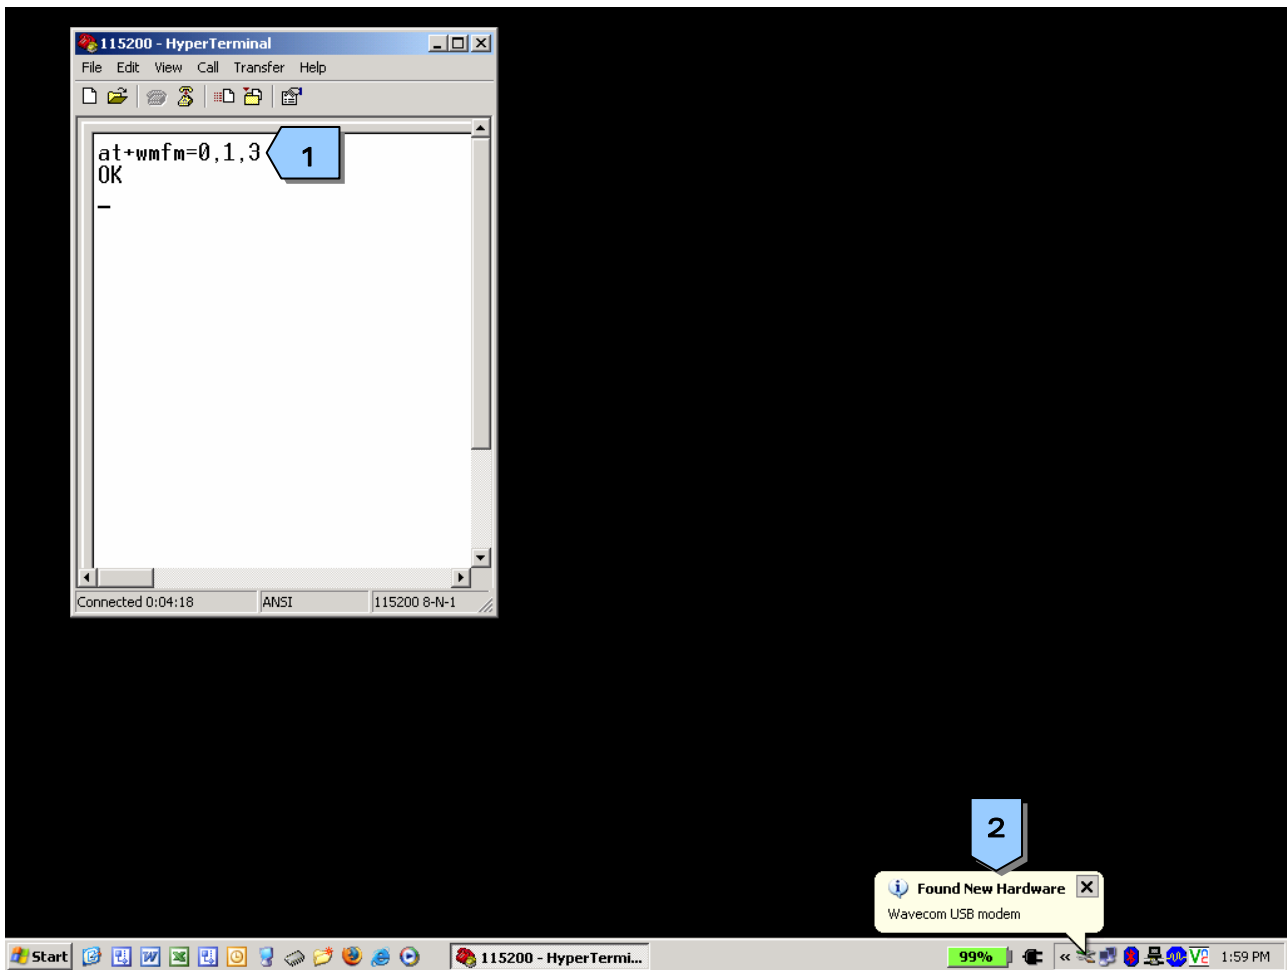 115200 - HyperTerminal
File Edit View Call Transfer Help
at+wmfm=0,1,3
1
OK
_
Connected 0:04:18 ANSI 115200 8-N-1
2
Found New Hardware
Wavecom USB modem
Start 115200 - HyperTermi... 99% « V2 1:59 PM